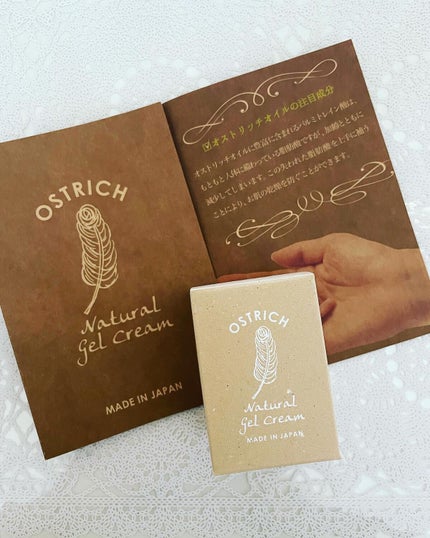 OSTRICH
Natural
Gel Cream
MADE IN JAPAN
オストリッチオイルの注目成分
オストリッチオイルに豊富に含まれるパルミトレイン酸は、
もともと人体に備わっている脂肪酸ですが、加齢とともに
減少してしまいます。この失われた脂肪酸を上手に補う
ことにより、お肌の乾燥を防ぐことができます。
OSTRICH
Natural
Gel Cream
MADE IN JAPAN